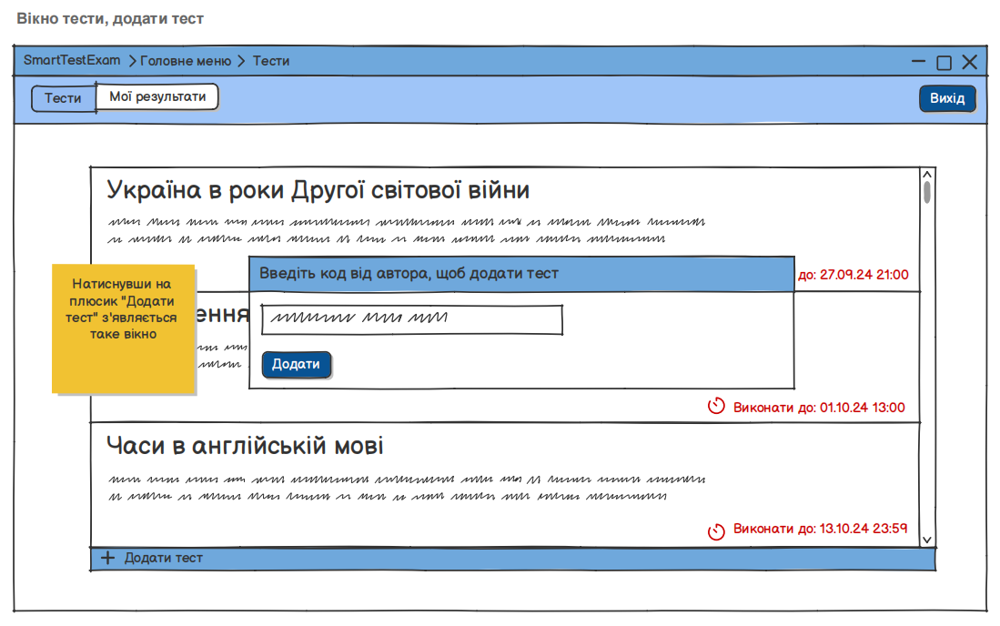 Вікно тести, додати тест
SmartTestExam > Головне меню > Тести
Тести
Мої результати
Вихід
Україна в роки Другої світової війни
до: 27.09.24 21:00
Введіть код від автора, щоб додати тест
Натиснувши на
плюсик "Додати
тест" з'являється
таке вікно
Додати
Виконати до: 01.10.24 13:00
Часи в англійській мові
Виконати до: 13.10.24 23:59
+ Додати тест